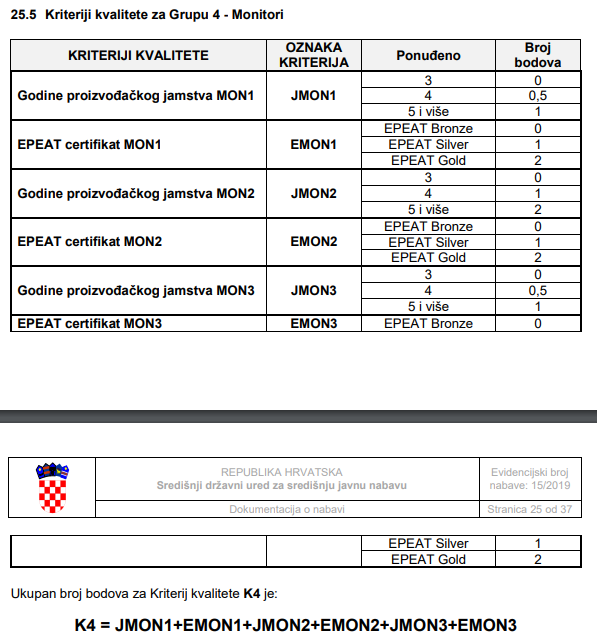 25.5 Kriteriji kvalitete za Grupu 4 - Monitori
KRITERIJI KVALITETE OZNAKA KRITERIJA Ponuđeno Broj bodova
Godine proizvođačkog jamstva MON1 JMON1 3 0
4 0,5
5 i više 1
EPEAT certifikat MON1 EMON1 EPEAT Bronze 0
EPEAT Silver 1
EPEAT Gold 2
Godine proizvođačkog jamstva MON2 JMON2 3 0
4 1
5 i više 2
EPEAT certifikat MON2 EMON2 EPEAT Bronze 0
EPEAT Silver 1
EPEAT Gold 2
Godine proizvođačkog jamstva MON3 JMON3 3 0
4 0,5
5 i više 1
EPEAT certifikat MON3 EMON3 EPEAT Bronze 0
REPUBLIKA HRVATSKA
Središnji državni ured za središnju javnu nabavu
Evidencijski broj
nabave: 15/2019
Dokumentacija o nabavi Stranica 25 od 37
EPEAT Silver 1
EPEAT Gold 2
Ukupan broj bodova za Kriterij kvalitete K4 je:
K4 = JMON1+EMON1+JMON2+EMON2+JMON3+EMON3